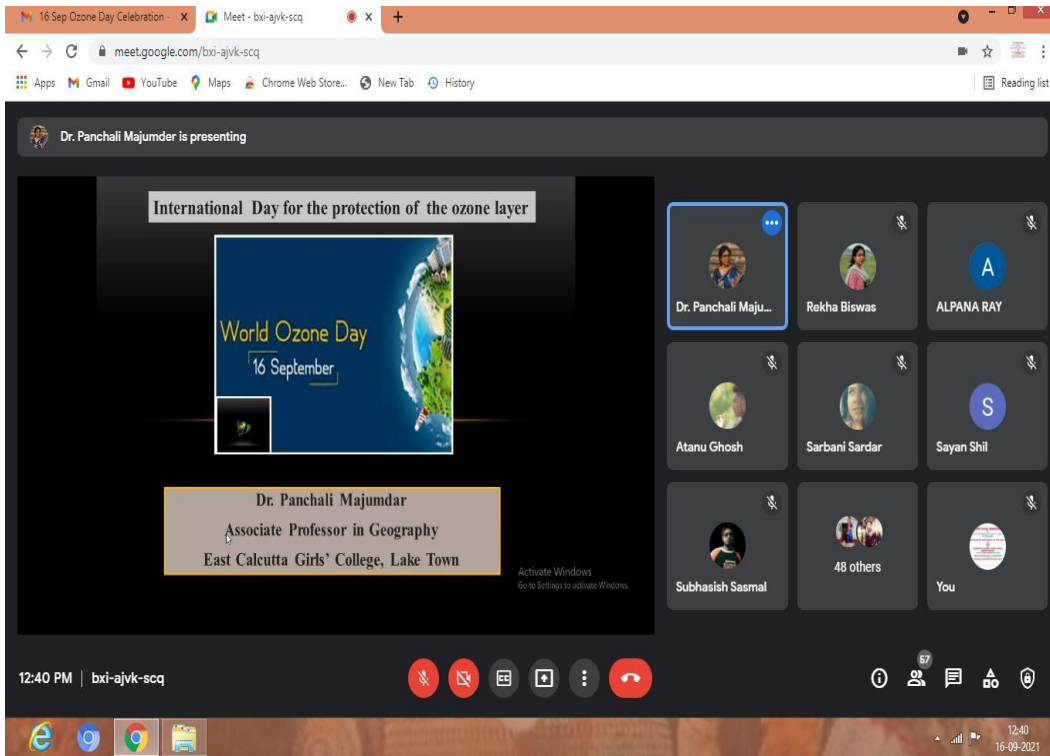 16 Sep Ozone Day Celebration -
Meet - bxi-ajvk-scq
meet.google.com/bxi-ajvk-scq
Apps Gmail YouTube Maps Chrome Web Store... New Tab History Reading list
Dr. Panchali Majumder is presenting
International Day for the protection of the ozone layer
World Ozone Day
16 September
Dr. Panchali Majumdar
Associate Professor in Geography
East Calcutta Girls' College, Lake Town
Activate Windows
Go to Settings to activate Windows.
Dr. Panchali Maju...
Rekha Biswas
A
ALPANA RAY
Atanu Ghosh
Sarbani Sardar
S
Sayan Shil
Subhasish Sasmal
48 others
You
12:40 PM | bxi-ajvk-scq
57
12:40
16-09-2021